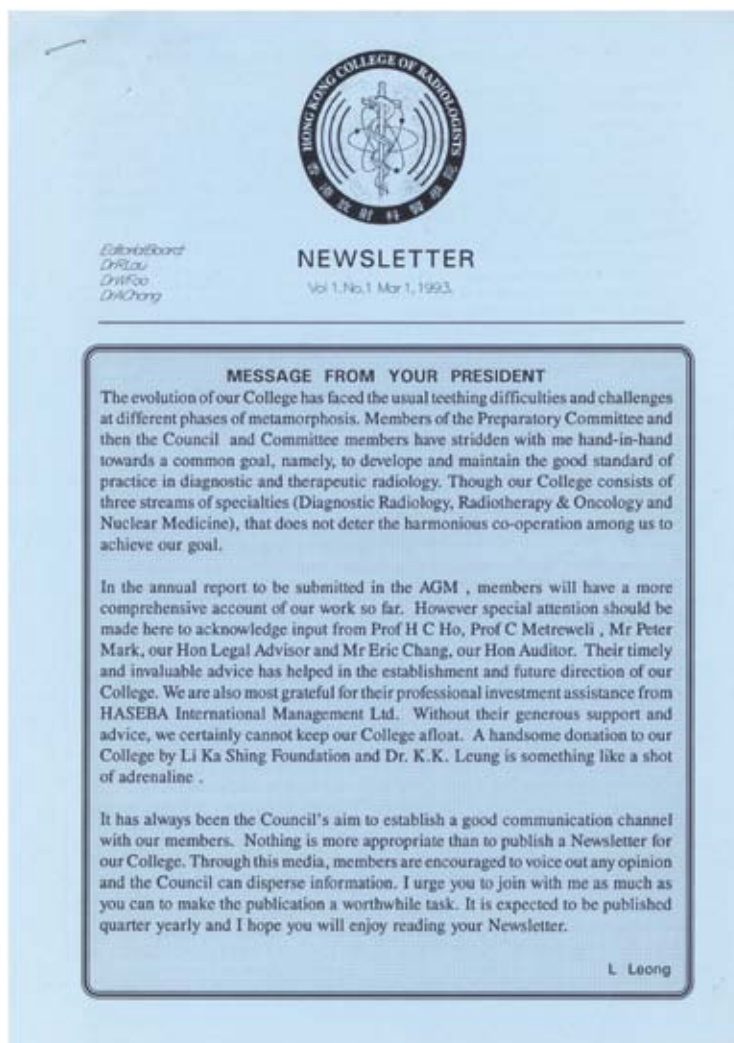 HONG KONG COLLEGE OF RADIOLOGISTS
香港放射科醫學院
Editorial Board
Dr R Lau
Dr W Foo
Dr A Chang
NEWSLETTER
Vol 1.No.1 Mar 1,1993.
MESSAGE FROM YOUR PRESIDENT
The evolution of our College has faced the usual teething difficulties and challenges
at different phases of metamorphosis. Members of the Preparatory Committee and
then the Council and Committee members have stridden with me hand-in-hand
towards a common goal, namely, to develope and maintain the good standard of
practice in diagnostic and therapeutic radiology. Though our College consists of
three streams of specialties (Diagnostic Radiology, Radiotherapy & Oncology and
Nuclear Medicine), that does not deter the harmonious co-operation among us to
achieve our goal.
In the annual report to be submitted in the AGM , members will have a more
comprehensive account of our work so far. However special attention should be
made here to acknowledge input from Prof H C Ho, Prof C Metreweli , Mr Peter
Mark, our Hon Legal Advisor and Mr Eric Chang, our Hon Auditor. Their timely
and invaluable advice has helped in the establishment and future direction of our
College. We are also most grateful for their professional investment assistance from
HASEBA International Management Ltd. Without their generous support and
advice, we certainly cannot keep our College afloat. A handsome donation to our
College by Li Ka Shing Foundation and Dr. K.K. Leung is something like a shot
of adrenaline .
It has always been the Council's aim to establish a good communication channel
with our members. Nothing is more appropriate than to publish a Newsletter for
our College. Through this media, members are encouraged to voice out any opinion
and the Council can disperse information. I urge you to join with me as much as
you can to make the publication a worthwhile task. It is expected to be published
quarter yearly and I hope you will enjoy reading your Newsletter.
L Leong